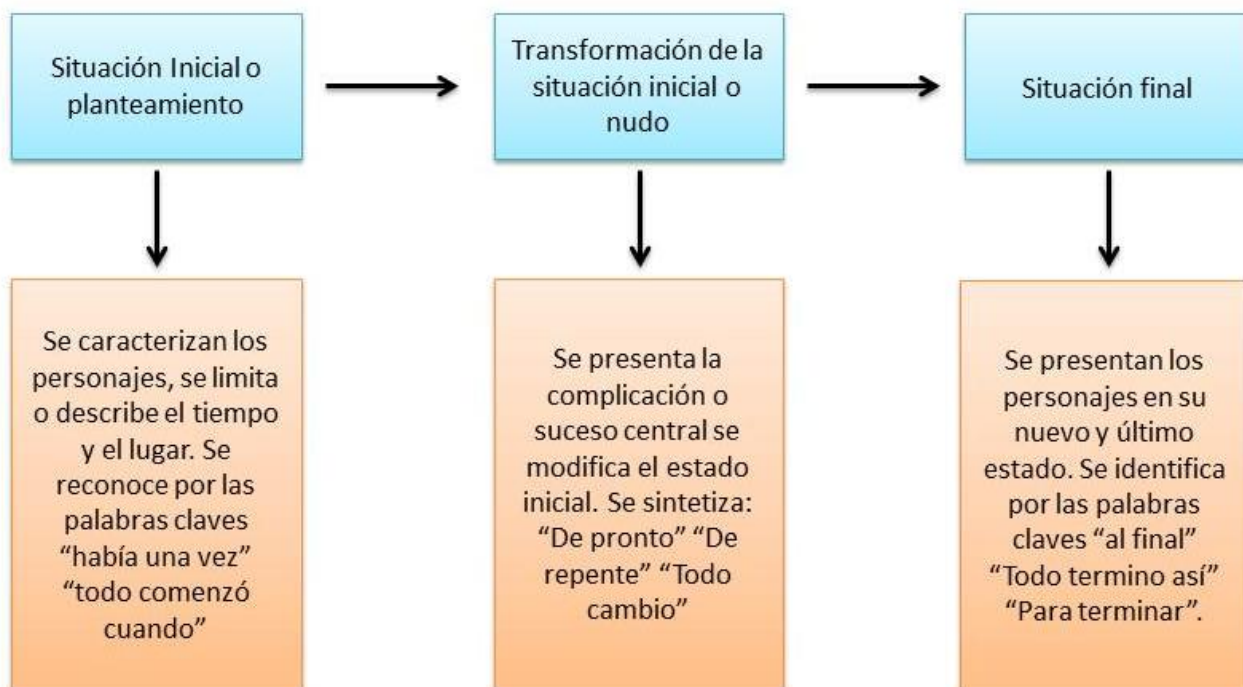 Situación Inicial o
planteamiento
Transformación de la
situación inicial o
nudo
Situación final
Se caracterizan los
personajes, se limita
o describe el tiempo
y el lugar. Se
reconoce por las
palabras claves
“había una vez”
“todo comenzó
cuando”
Se presenta la
complicación o
suceso central se
modifica el estado
inicial. Se sintetiza:
“De pronto” “De
repente” “Todo
cambio”
Se presentan los
personajes en su
nuevo y último
estado. Se identifica
por las palabras
claves “al final”
“Todo termino así”
“Para terminar”.